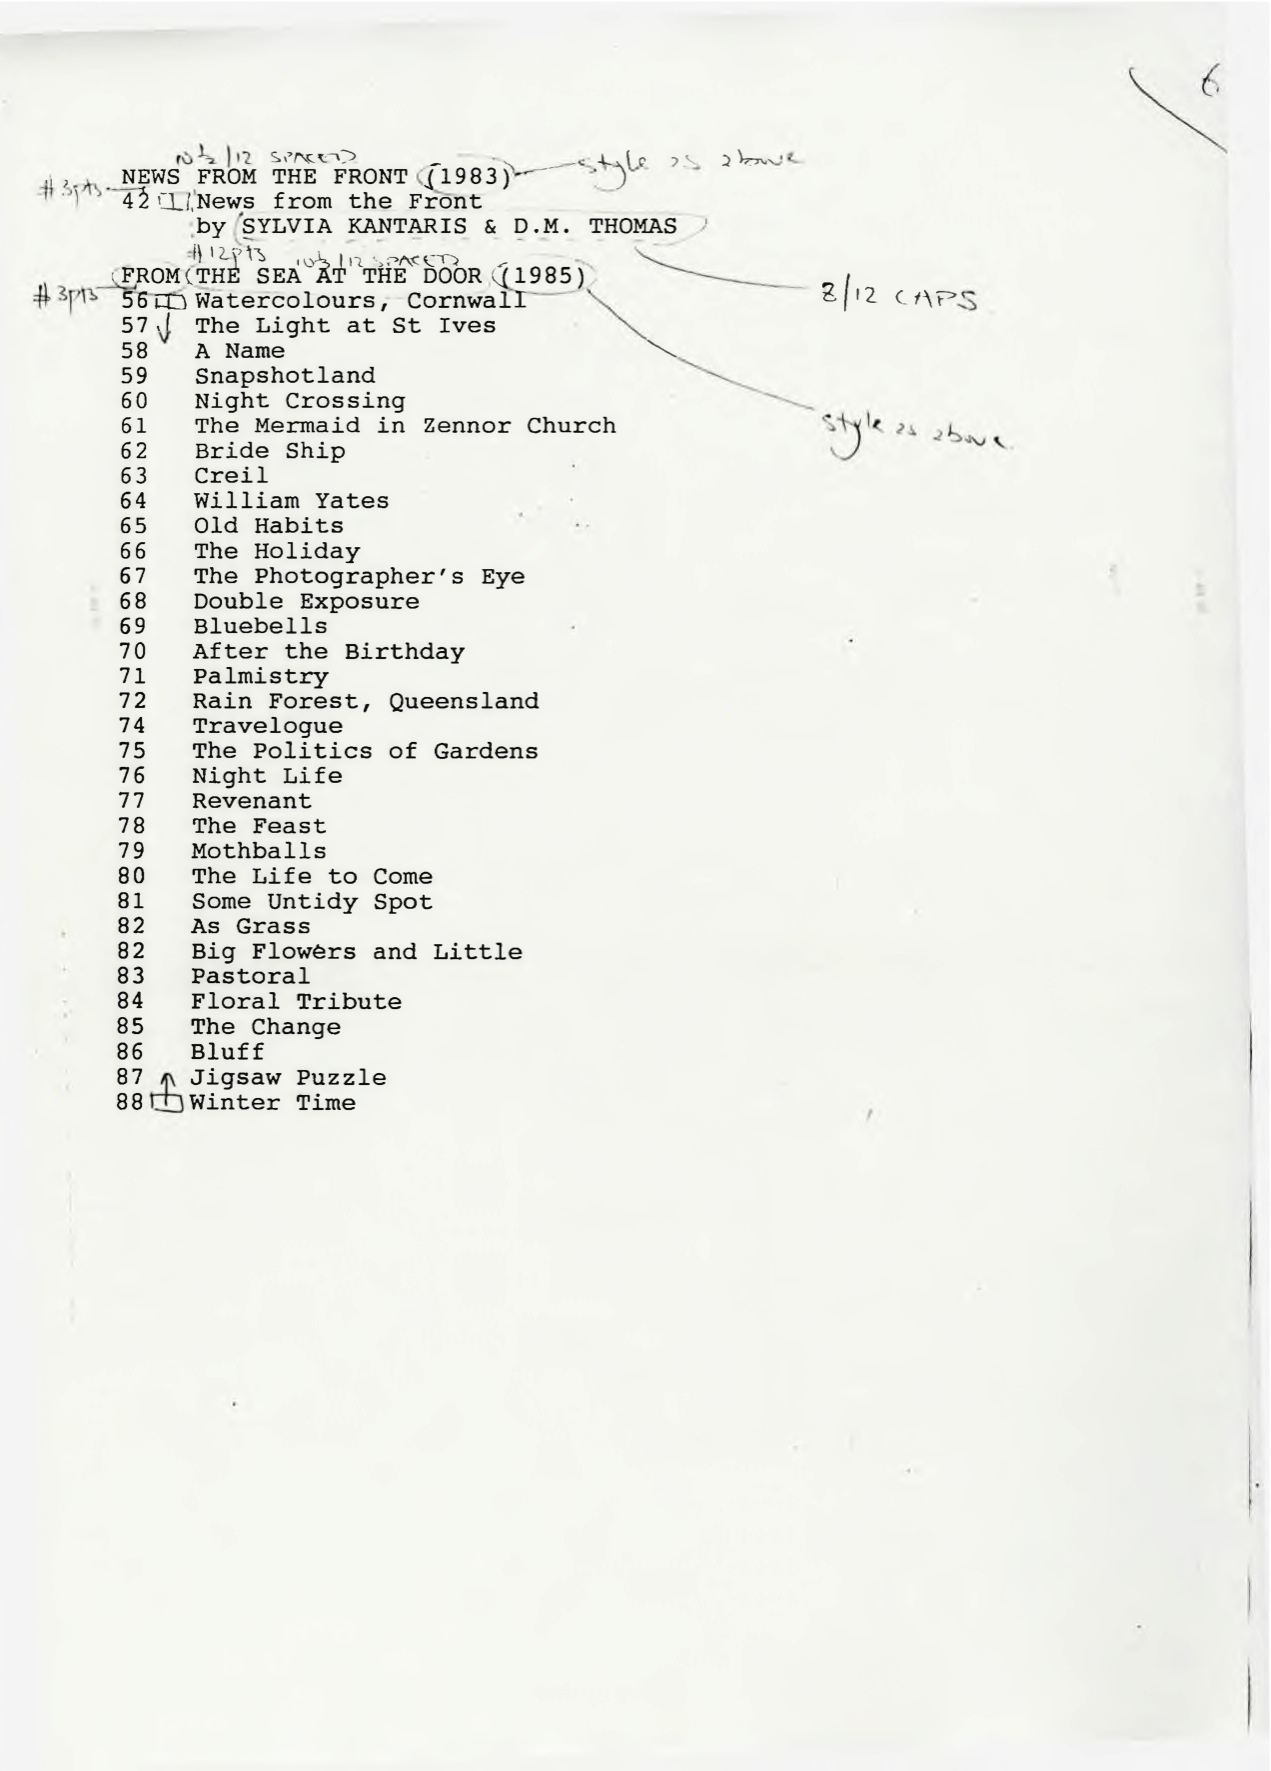 6
10½/12 SPACED
style as above
NEWS FROM THE FRONT (1983)
# 3pts
42 News from the Front
by SYLVIA KANTARIS & D.M. THOMAS
# 12pts 10½/12 SPACED
FROM THE SEA AT THE DOOR (1985)
8/12 CAPS
# 3pts
56 Watercolours, Cornwall
57 The Light at St Ives
58 A Name
59 Snapshotland
60 Night Crossing
61 The Mermaid in Zennor Church
style as above
62 Bride Ship
63 Creil
64 William Yates
65 Old Habits
66 The Holiday
67 The Photographer's Eye
68 Double Exposure
69 Bluebells
70 After the Birthday
71 Palmistry
72 Rain Forest, Queensland
74 Travelogue
75 The Politics of Gardens
76 Night Life
77 Revenant
78 The Feast
79 Mothballs
80 The Life to Come
81 Some Untidy Spot
82 As Grass
82 Big Flowers and Little
83 Pastoral
84 Floral Tribute
85 The Change
86 Bluff
87 Jigsaw Puzzle
88 Winter Time